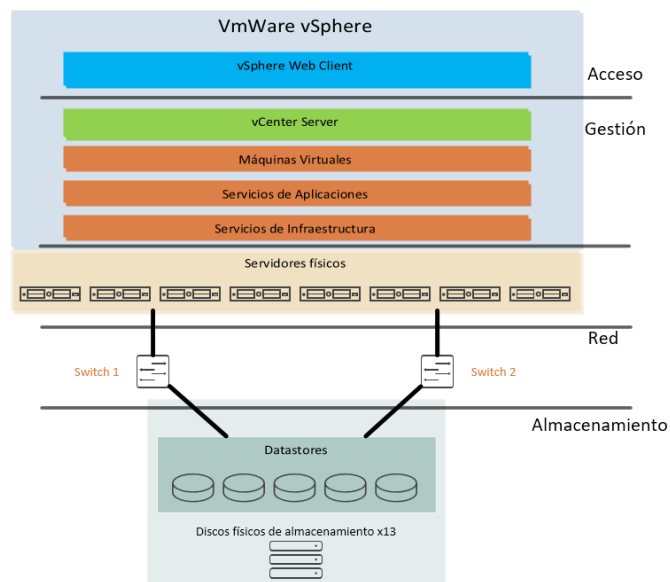 VmWare vSphere
vSphere Web Client
Acceso
vCenter Server
Gestión
Máquinas Virtuales
Servicios de Aplicaciones
Servicios de Infraestructura
Servidores físicos
Red
Switch 1
Switch 2
Almacenamiento
Datastores
Discos físicos de almacenamiento x13